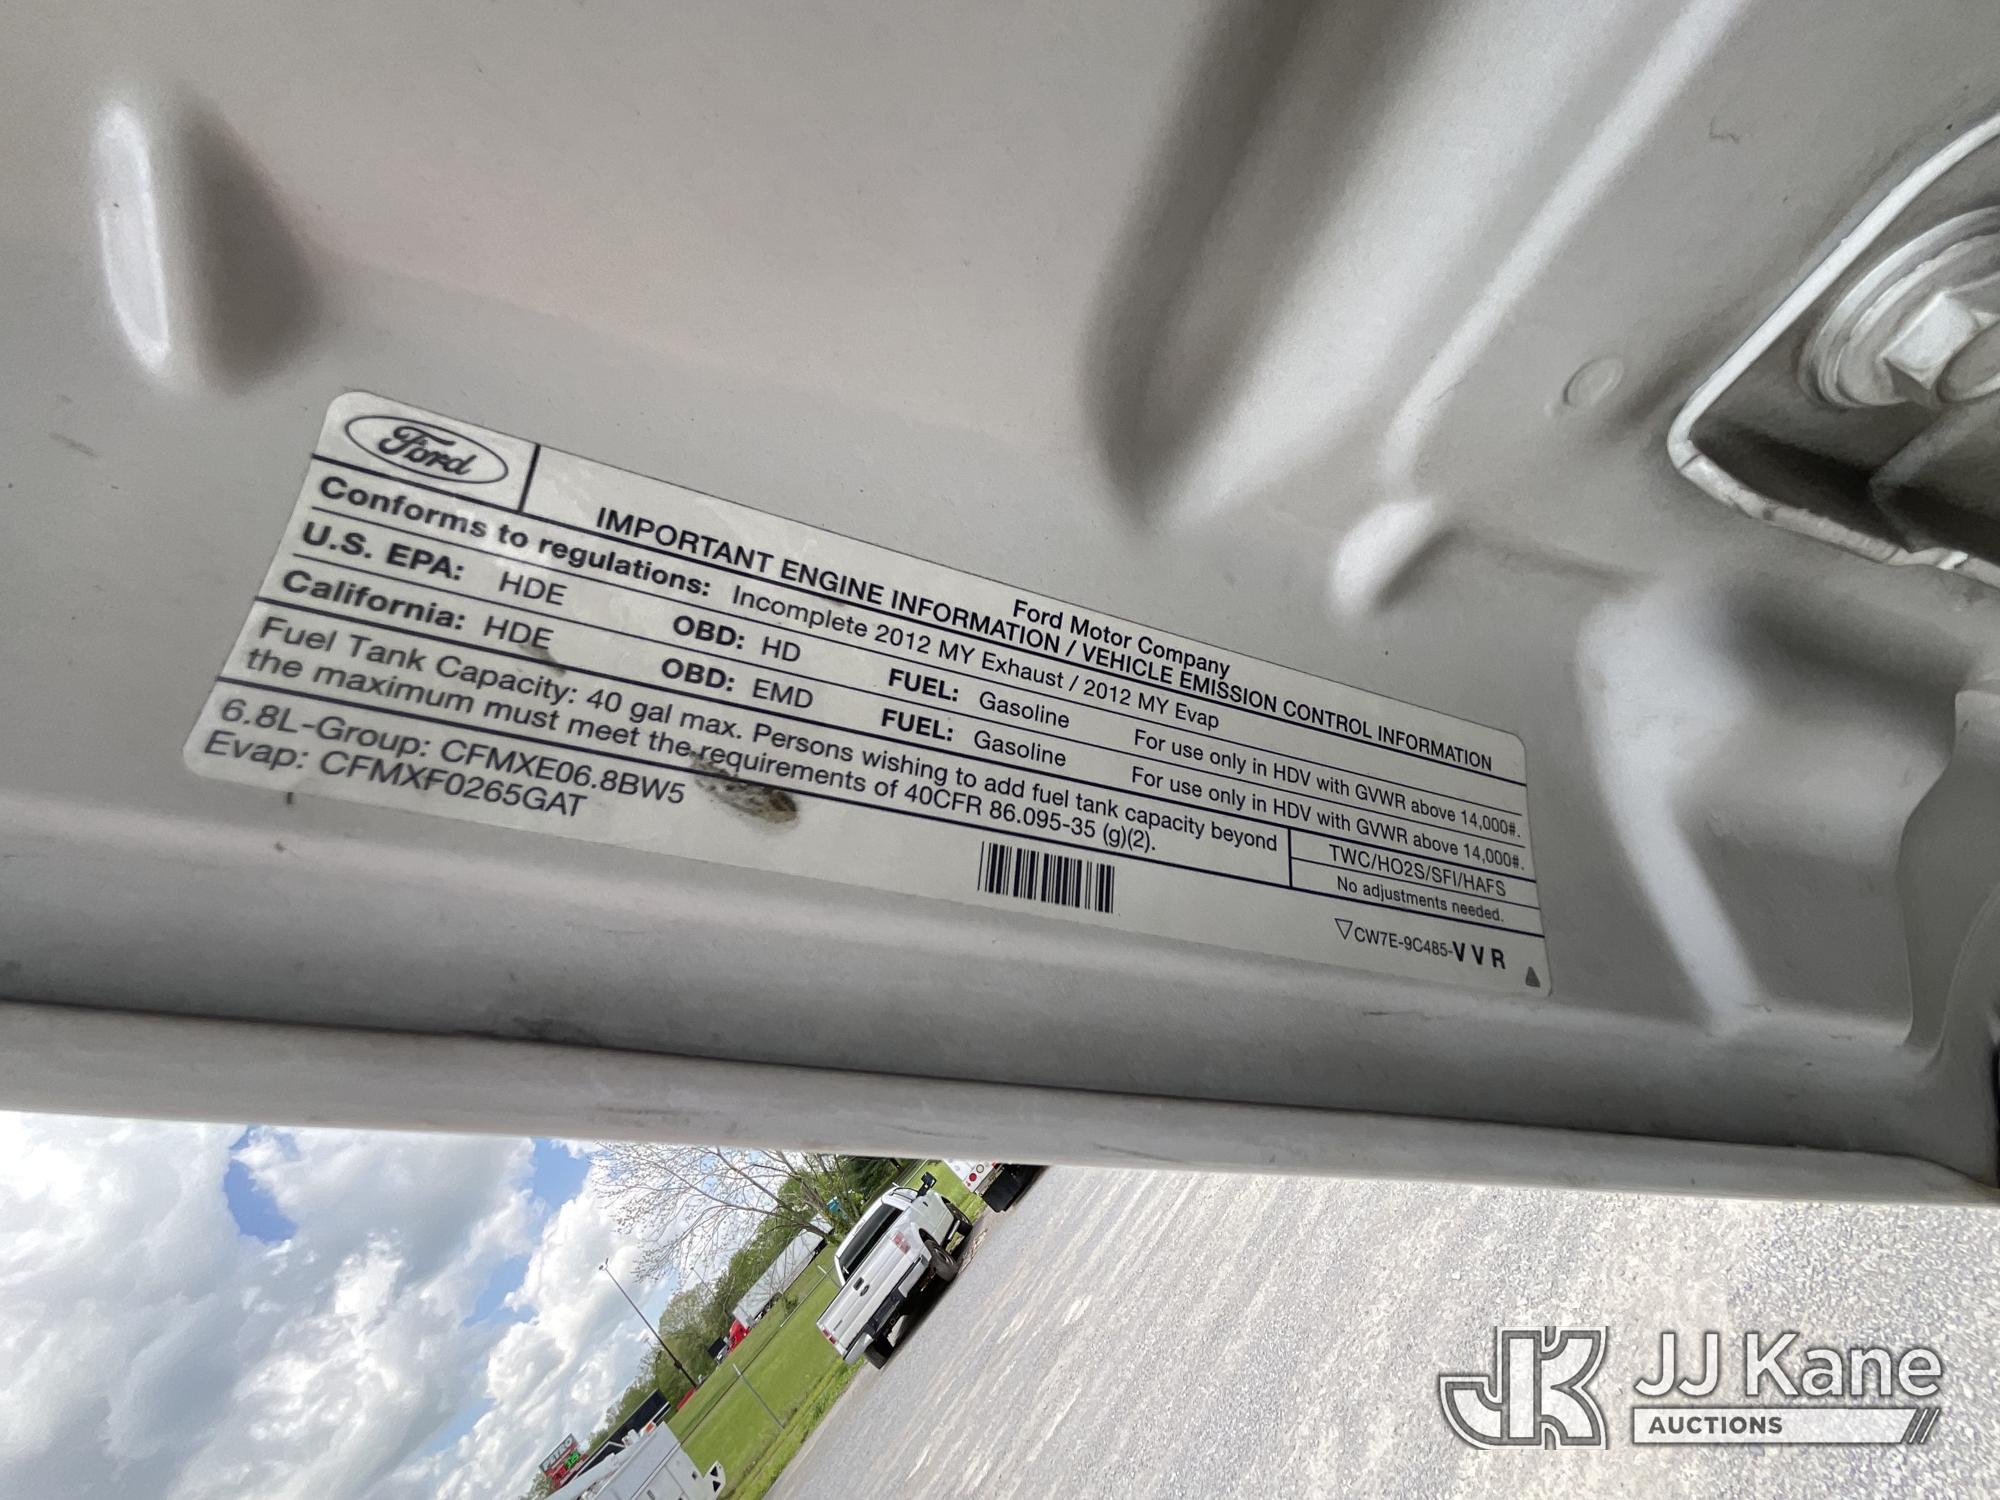 Ford
Ford Motor Company
IMPORTANT ENGINE INFORMATION / VEHICLE EMISSION CONTROL INFORMATION
Conforms to regulations: Incomplete 2012 MY Exhaust / 2012 MY Evap
U.S. EPA: HDE OBD: HD FUEL: Gasoline For use only in HDV with GVWR above 14,000#.
California: HDE OBD: EMD FUEL: Gasoline For use only in HDV with GVWR above 14,000#.
Fuel Tank Capacity: 40 gal max. Persons wishing to add fuel tank capacity beyond
the maximum must meet the requirements of 40CFR 86.095-35 (g)(2).
TWC/HO2S/SFI/HAFS
No adjustments needed.
6.8L-Group: CFMXE06.8BW5
Evap: CFMXF0265GAT
CW7E-9C485-VVR
PETRO
JK JJ Kane
AUCTIONS